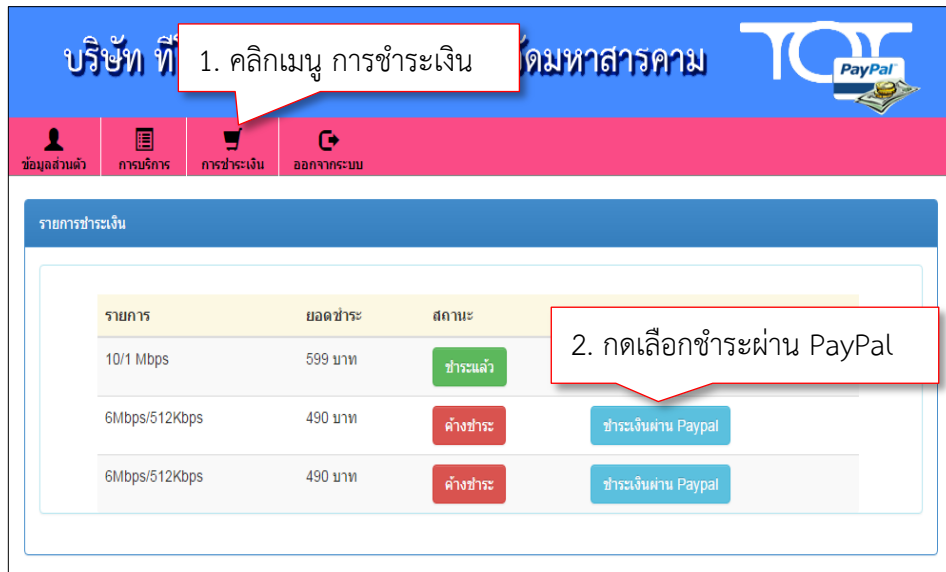 บริษัท ที
1. คลิกเมนู การชำระเงิน
ัดมหาสารคาม
TOT
PayPal
ข้อมูลส่วนตัว การบริการ การชำระเงิน ออกจากระบบ
รายการชำระเงิน
รายการ ยอดชำระ สถานะ
2. กดเลือกชำระผ่าน PayPal
10/1 Mbps 599 บาท ชำระแล้ว
6Mbps/512Kbps 490 บาท ค้างชำระ ชำระเงินผ่าน Paypal
6Mbps/512Kbps 490 บาท ค้างชำระ ชำระเงินผ่าน Paypal